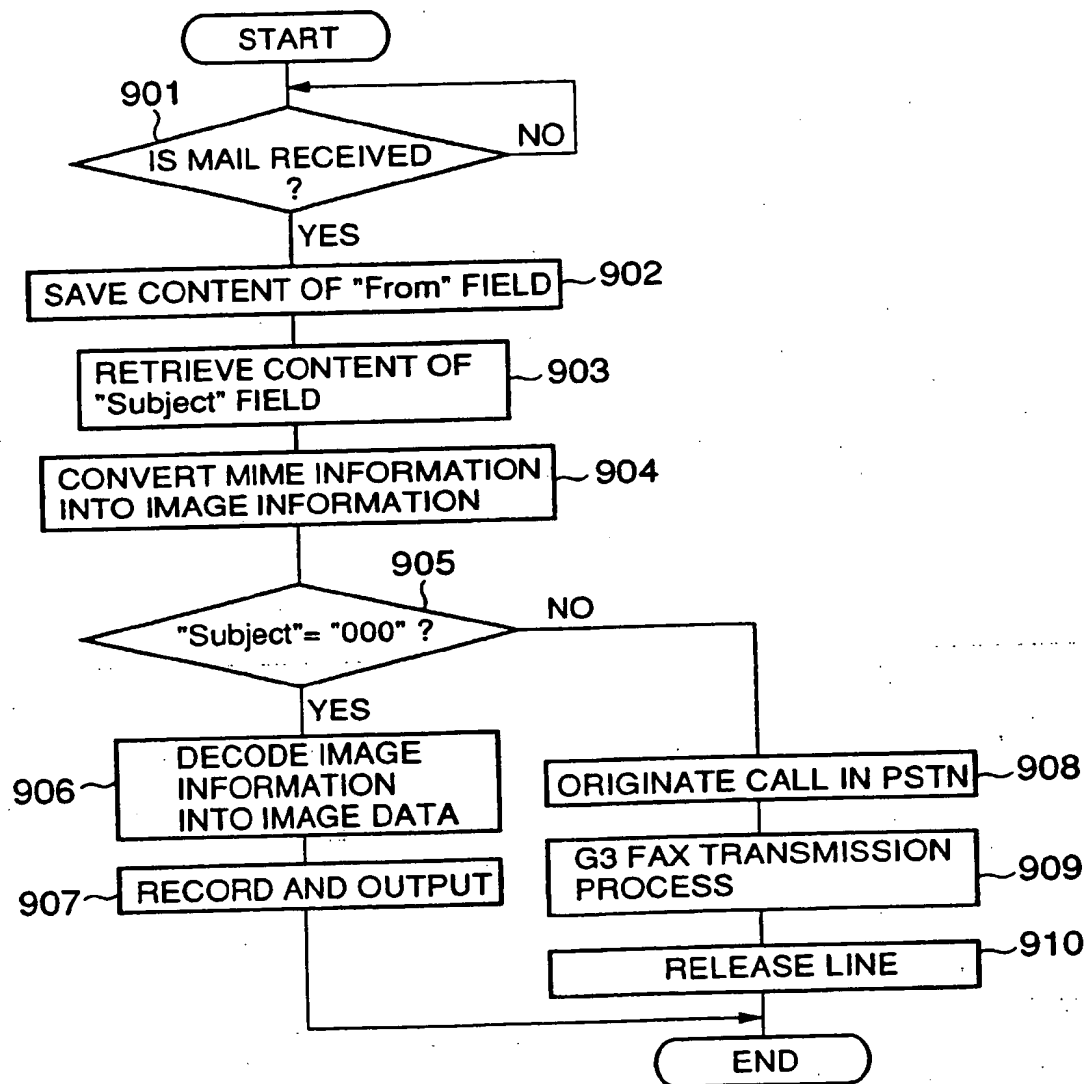 START
901
IS MAIL RECEIVED
?
NO
YES
SAVE CONTENT OF "From" FIELD
902
RETRIEVE CONTENT OF
"Subject" FIELD
903
CONVERT MIME INFORMATION
INTO IMAGE INFORMATION
904
905
"Subject"= "000" ?
NO
YES
DECODE IMAGE
INFORMATION
INTO IMAGE DATA
906
RECORD AND OUTPUT
907
ORIGINATE CALL IN PSTN
908
G3 FAX TRANSMISSION
PROCESS
909
RELEASE LINE
910
END